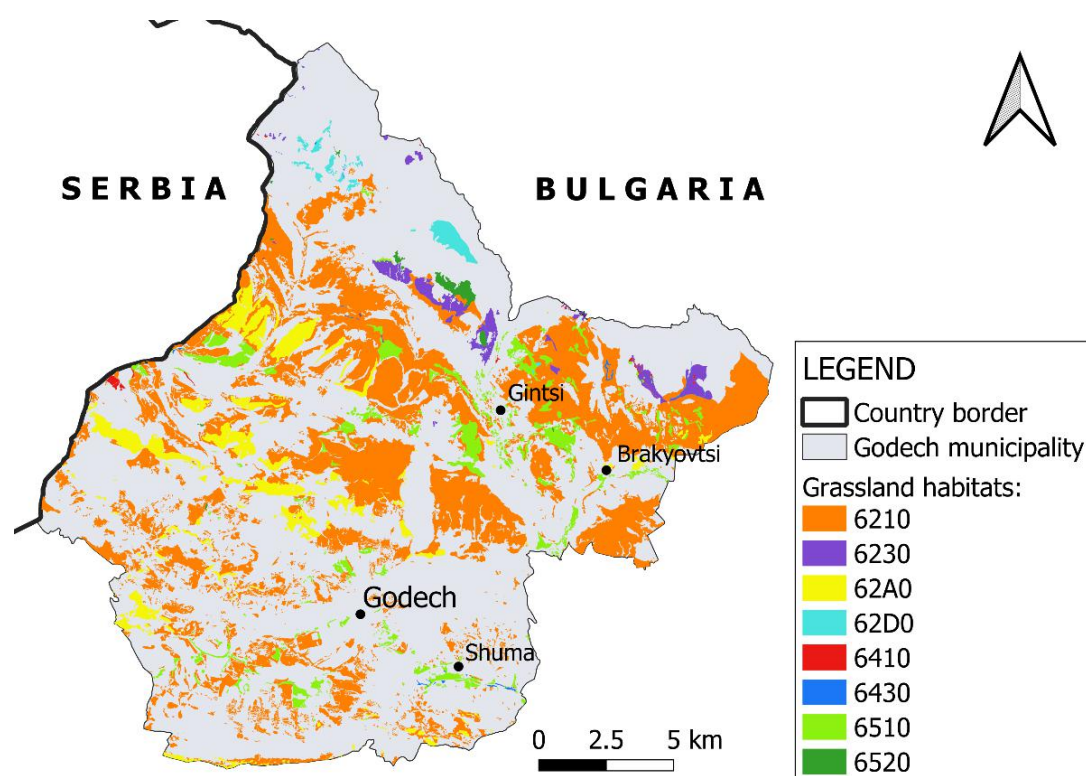 SERBIA
BULGARIA
Gintsi
Brakyovtsi
Godech
Shuma
0 2.5 5 km
LEGEND
Country border
Godech municipality
Grassland habitats:
6210
6230
62A0
62D0
6410
6430
6510
6520